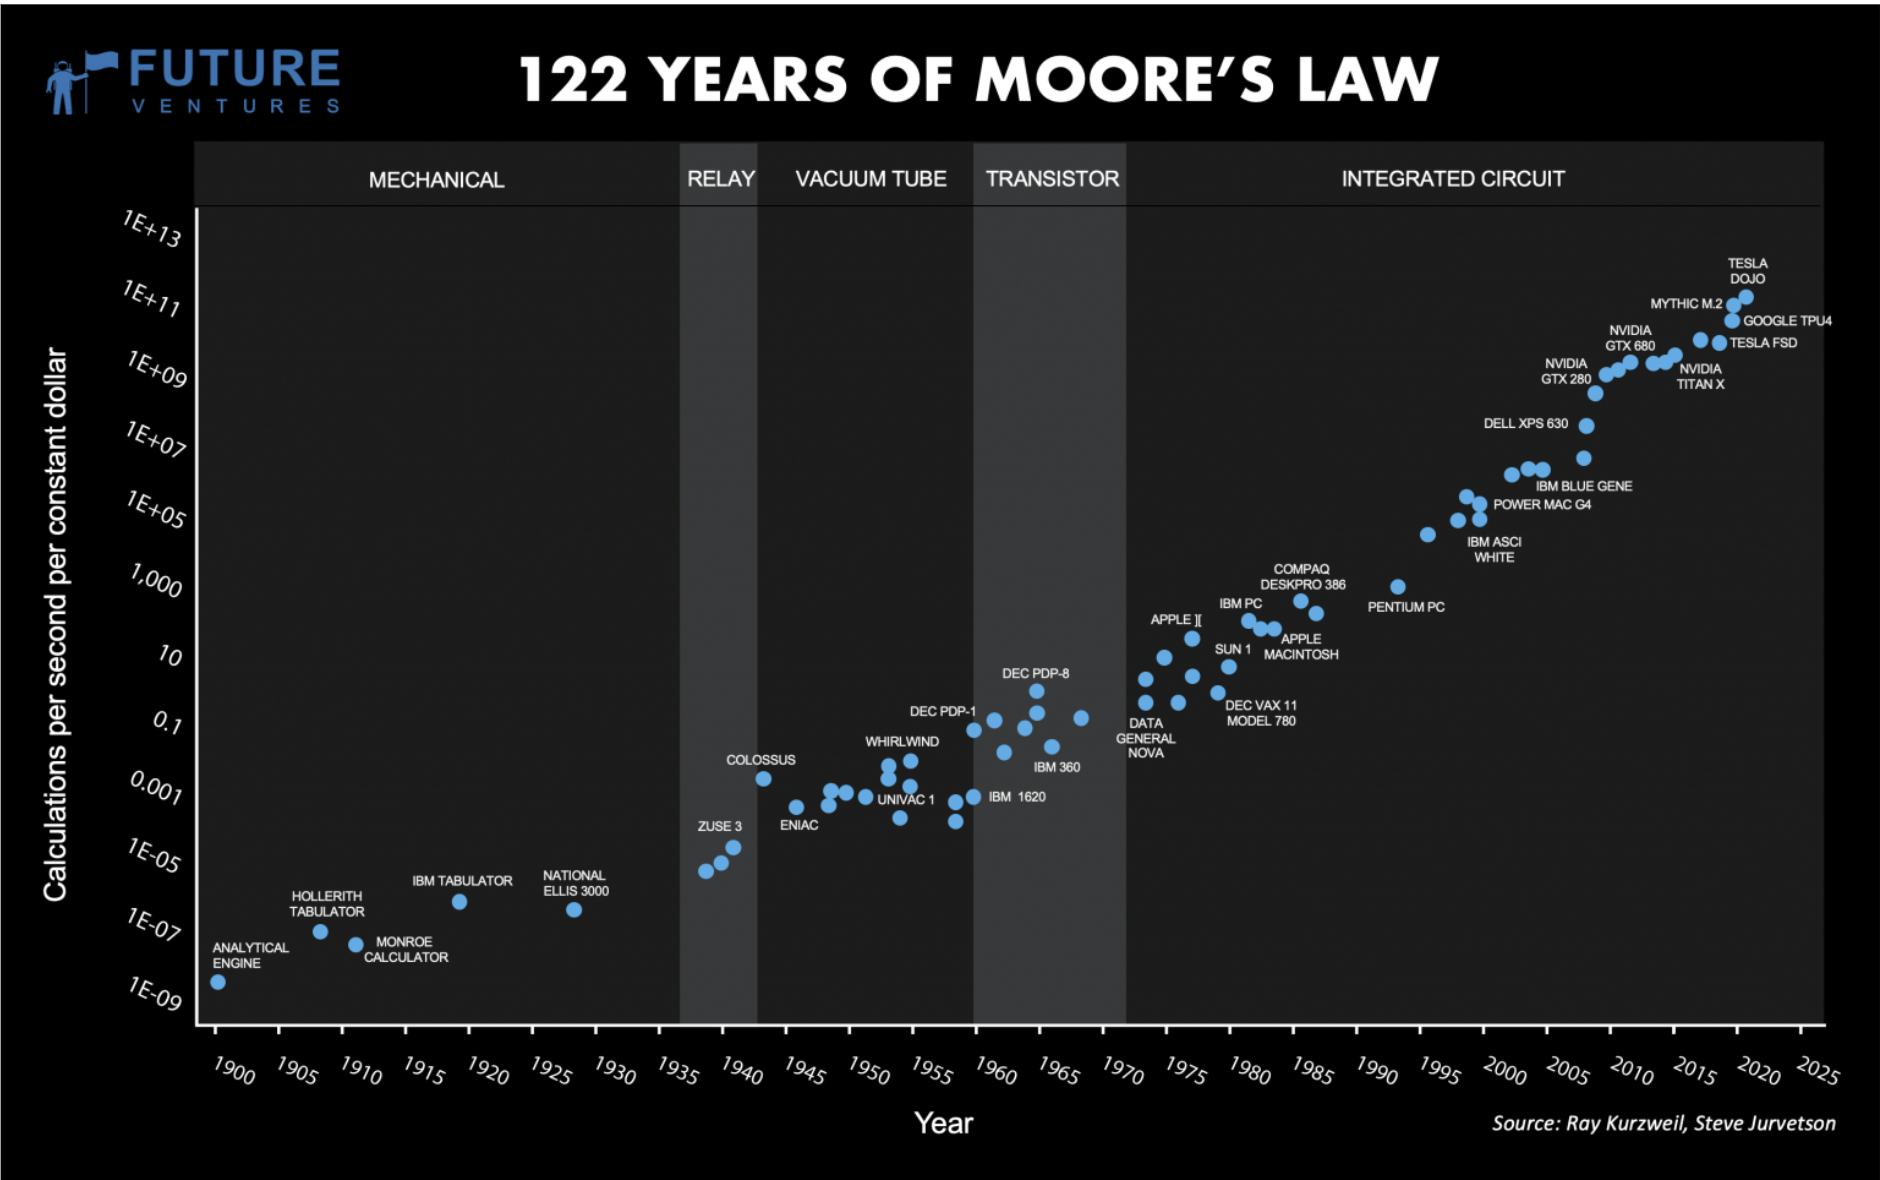 FUTURE
VENTURES
122 YEARS OF MOORE'S LAW
MECHANICAL
RELAY
VACUUM TUBE
TRANSISTOR
INTEGRATED CIRCUIT
Calculations per second per constant dollar
1E+13
1E+11
1E+09
1E+07
1E+05
1,000
10
0.1
0.001
1E-05
1E-07
1E-09
ANALYTICAL
ENGINE
HOLLERITH
TABULATOR
MONROE
CALCULATOR
IBM TABULATOR
NATIONAL
ELLIS 3000
ZUSE 3
COLOSSUS
ENIAC
WHIRLWIND
UNIVAC 1
DEC PDP-1
IBM 1620
DEC PDP-8
IBM 360
DATA
GENERAL
NOVA
APPLE ][
DEC VAX 11
MODEL 780
SUN 1
IBM PC
APPLE
MACINTOSH
COMPAQ
DESKPRO 386
PENTIUM PC
IBM ASCI
WHITE
POWER MAC G4
IBM BLUE GENE
DELL XPS 630
NVIDIA
GTX 280
NVIDIA
GTX 680
NVIDIA
TITAN X
TESLA FSD
GOOGLE TPU4
MYTHIC M.2
TESLA
DOJO
1900
1905
1910
1915
1920
1925
1930
1935
1940
1945
1950
1955
1960
1965
1970
1975
1980
1985
1990
1995
2000
2005
2010
2015
2020
2025
Year
Source: Ray Kurzweil, Steve Jurvetson